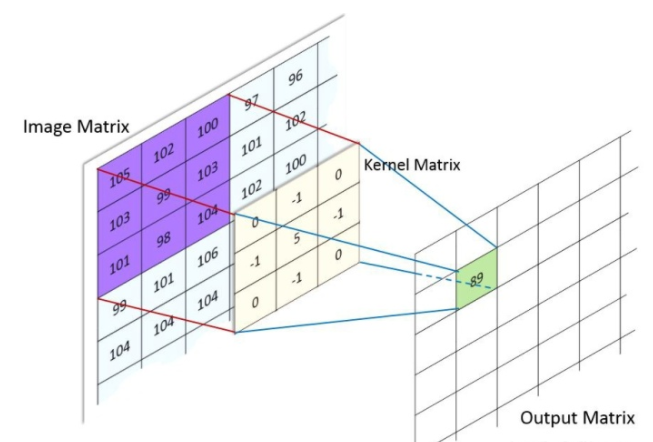 Image Matrix
105 102 100 97 96
103 99 103 101 102
101 98 104 102 100
99 101 106
104 104 104
Kernel Matrix
0 -1 0
-1 5 -1
0 -1 0
89
Output Matrix